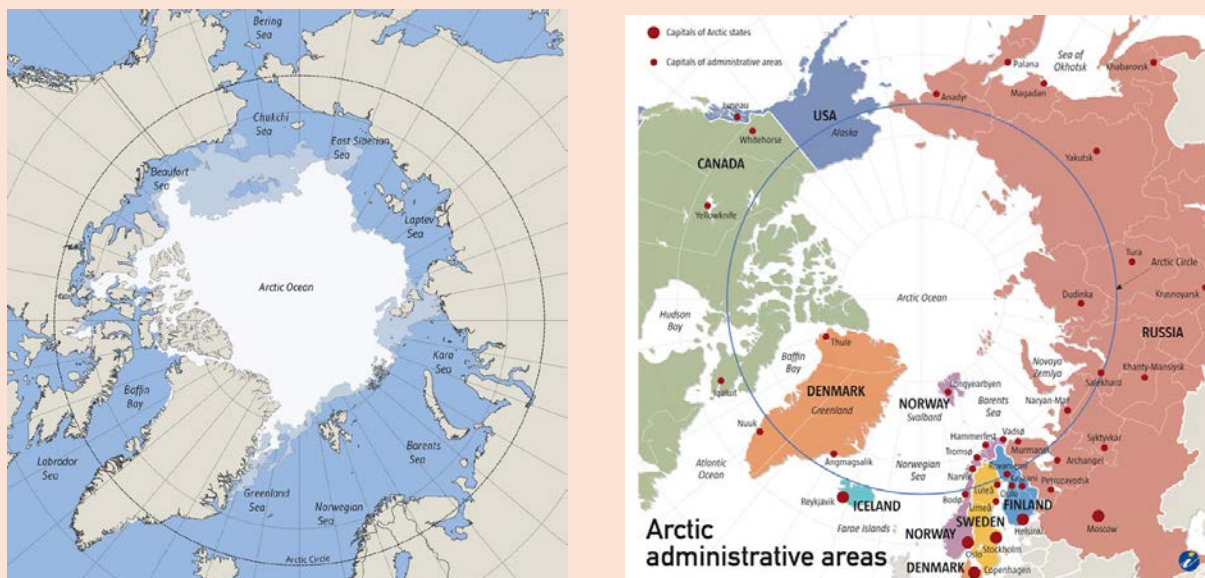 Bering
Sea
Chukchi
Sea
East Siberian
Sea
Beaufort
Sea
Laptev
Sea
Arctic Ocean
Kara
Sea
Baffin
Bay
Labrador
Sea
Barents
Sea
Greenland
Sea
Norwegian
Sea
Arctic Circle
Capitals of Arctic states
Capitals of administrative areas
Sea of
Okhotsk
Palana
Khabarovsk
Magadan
Anadyr
Juneau
USA
Alaska
Whitehorse
CANADA
Yakutsk
Yellowknife
Tura
Arctic Circle
Krasnoyarsk
Dudinka
Arctic Ocean
Hudson
Bay
RUSSIA
Baffin
Bay
Thule
Novaya
Zemlya
Khanty-Mansiysk
Salekhard
Iqaluit
DENMARK
Greenland
Longyearbyen
NORWAY
Svalbard
Barents
Sea
Naryan-Mar
Nuuk
Hammerfest
Vadsø
Tromsø
Murmansk
Syktyvkar
Angmagsalik
Norwegian
Sea
Archangel
Atlantic
Ocean
Narvik
Rovaniemi
Petrozavodsk
Reykjavik
ICELAND
Bodø
Luleå
Oulu
Umeå
FINLAND
Faroe Islands
SWEDEN
Helsinki
Moscow
NORWAY
Oslo
Stockholm
DENMARK
Copenhagen
Arctic
administrative areas